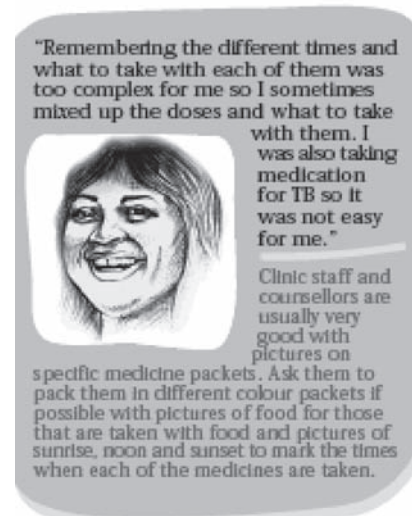 “Remembering the different times and
what to take with each of them was
too complex for me so I sometimes
mixed up the doses and what to take
with them. I
was also taking
medication
for TB so it
was not easy
for me.”
Clinic staff and
counsellors are
usually very
good with
pictures on
specific medicine packets. Ask them to
pack them in different colour packets if
possible with pictures of food for those
that are taken with food and pictures of
sunrise, noon and sunset to mark the times
when each of the medicines are taken.